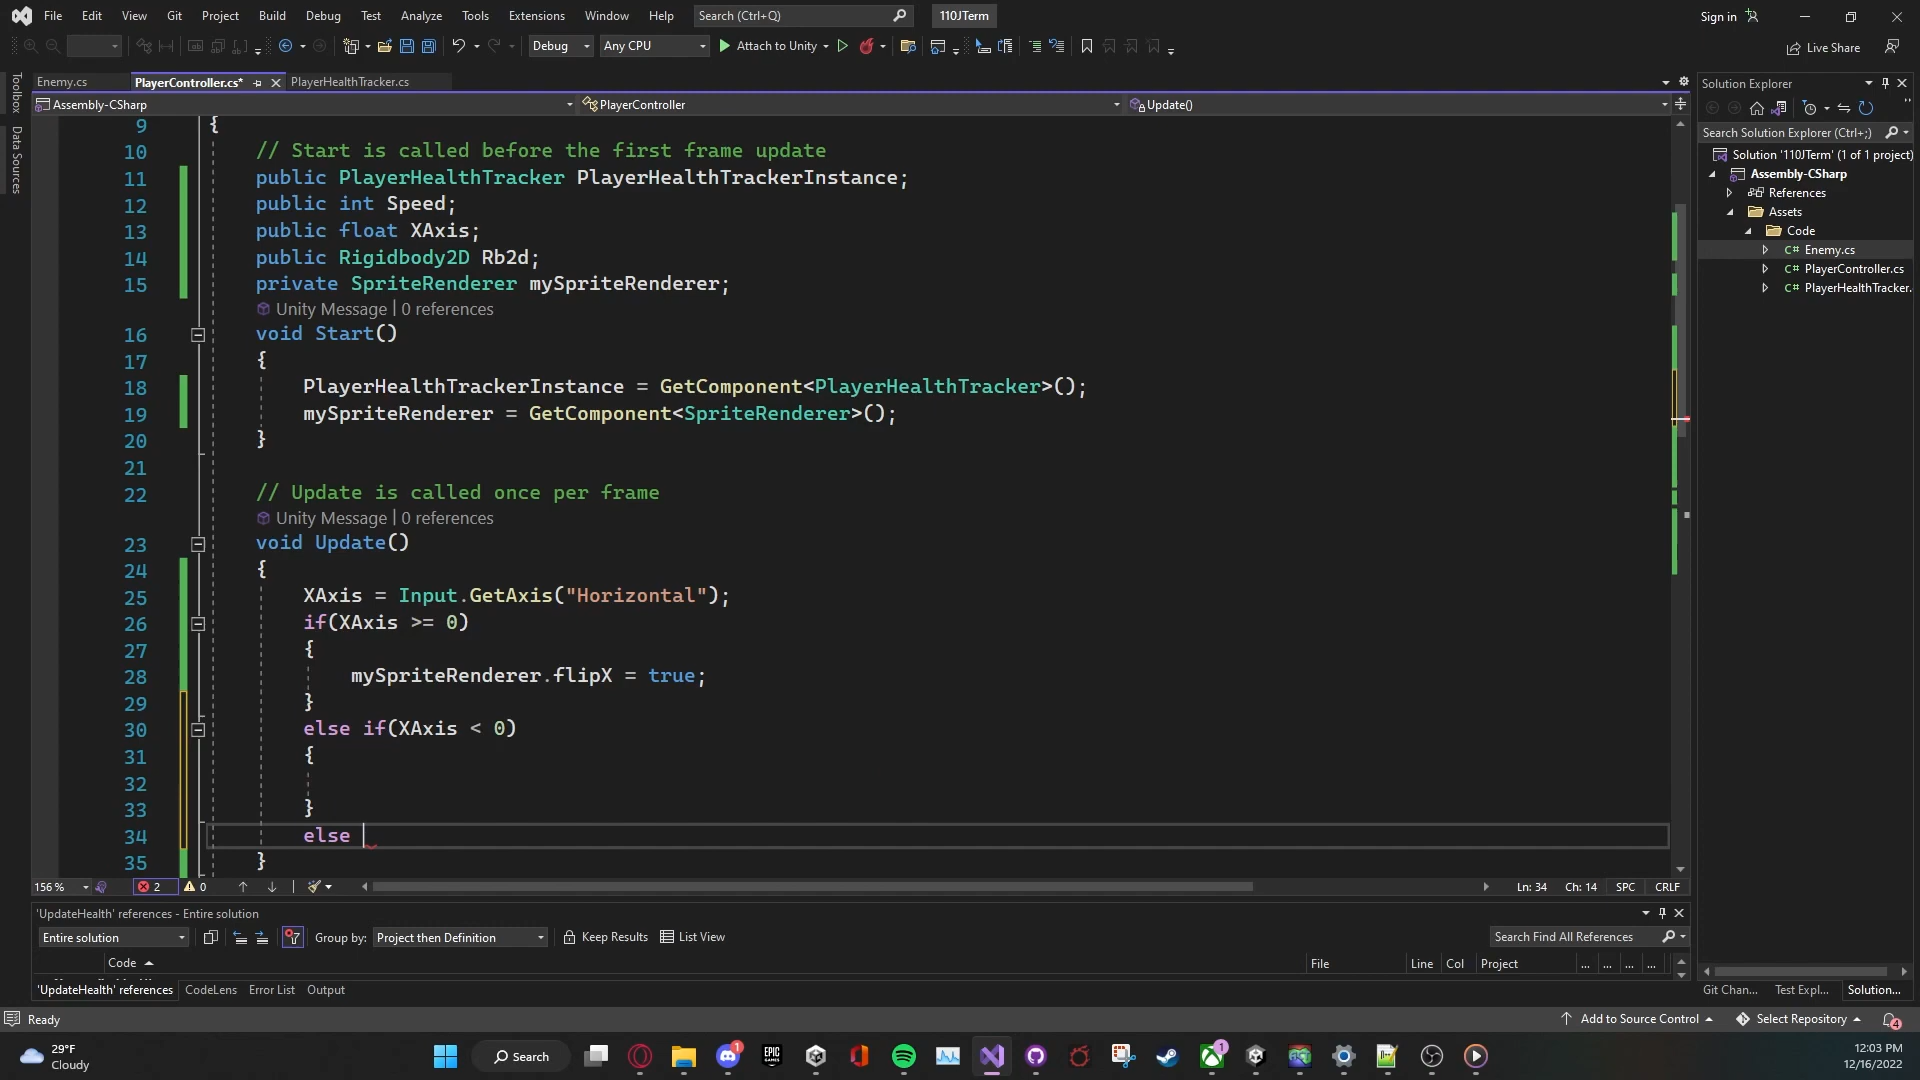 File Edit View Git Project Build Debug Test Analyze Tools Extensions Window Help Search (Ctrl+Q) 110JTerm Sign in
Debug Any CPU Attach to Unity Live Share
Toolbox
Data Sources
Enemy.cs PlayerController.cs* PlayerHealthTracker.cs
Assembly-CSharp PlayerController Update()
9 {
10 // Start is called before the first frame update
11 public PlayerHealthTracker PlayerHealthTrackerInstance;
12 public int Speed;
13 public float XAxis;
14 public Rigidbody2D Rb2d;
15 private SpriteRenderer mySpriteRenderer;
Unity Message | 0 references
16 void Start()
17 {
18 PlayerHealthTrackerInstance = GetComponent<PlayerHealthTracker>();
19 mySpriteRenderer = GetComponent<SpriteRenderer>();
20 }
21
22 // Update is called once per frame
Unity Message | 0 references
23 void Update()
24 {
25 XAxis = Input.GetAxis("Horizontal");
26 if(XAxis >= 0)
27 {
28 mySpriteRenderer.flipX = true;
29 }
30 else if(XAxis < 0)
31 {
32
33 }
34 else
35 }
156 % 2 0 Ln: 34 Ch: 14 SPC CRLF
'UpdateHealth' references - Entire solution
Entire solution Group by: Project then Definition Keep Results List View Search Find All References
Code File Line Col Project ... ... ... ...
'UpdateHealth' references CodeLens Error List Output
Solution Explorer
Search Solution Explorer (Ctrl+;)
Solution '110JTerm' (1 of 1 project)
Assembly-CSharp
References
Assets
Code
C# Enemy.cs
C# PlayerController.cs
C# PlayerHealthTracker.
Git Chan... Test Expl... Solution...
Ready Add to Source Control Select Repository 4
29°F
Cloudy
Search
1
EPIC GAMES
1
12:03 PM
12/16/2022